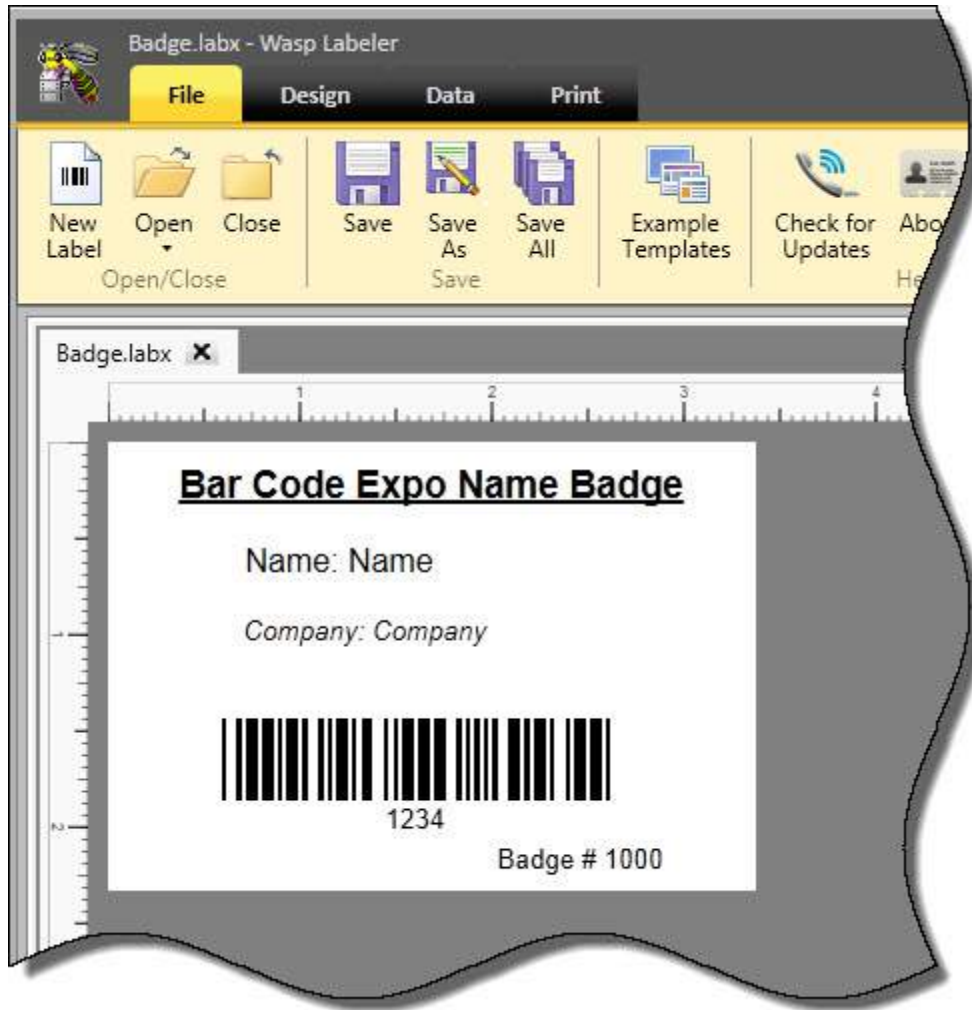 Badge.labx - Wasp Labeler
File Design Data Print
New Label Open Close Save Save As Save All Example Templates Check for Updates
Open/Close Save
Badge.labx
1 2 3 4
Bar Code Expo Name Badge
Name: Name
Company: Company
1
1234
2
Badge # 1000